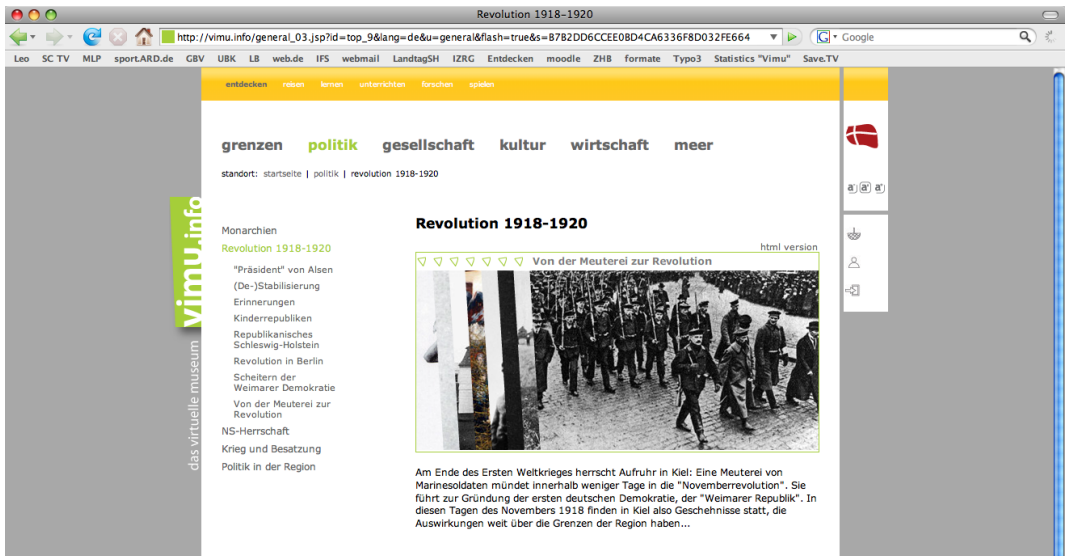 Revolution 1918-1920
http://vimu.info/general_03.jsp?id=top_9&lang=de&u=general&flash=true&s=B7B2DD6CCEE0BD4CA6336F8D032FE664
Google
Leo SC TV MLP sport.ARD.de GBV UBK LB web.de IFS webmail LandtagSH IZRG Entdecken moodle ZHB formate Typo3 Statistics "Vimu" Save.TV
entdecken reisen lernen unterrichten forschen spielen
grenzen politik gesellschaft kultur wirtschaft meer
standort: startseite | politik | revolution 1918-1920
vimu.info
das virtuelle museum
Monarchien
Revolution 1918-1920
"Präsident" von Alsen
(De-)Stabilisierung
Erinnerungen
Kinderrepubliken
Republikanisches
Schleswig-Holstein
Revolution in Berlin
Scheitern der
Weimarer Demokratie
Von der Meuterei zur
Revolution
NS-Herrschaft
Krieg und Besatzung
Politik in der Region
Revolution 1918-1920
html version
Von der Meuterei zur Revolution
Am Ende des Ersten Weltkrieges herrscht Aufruhr in Kiel: Eine Meuterei von
Marinesoldaten mündet innerhalb weniger Tage in die "Novemberrevolution". Sie
führt zur Gründung der ersten deutschen Demokratie, der "Weimarer Republik". In
diesen Tagen des Novembers 1918 finden in Kiel also Geschehnisse statt, die
Auswirkungen weit über die Grenzen der Region haben...